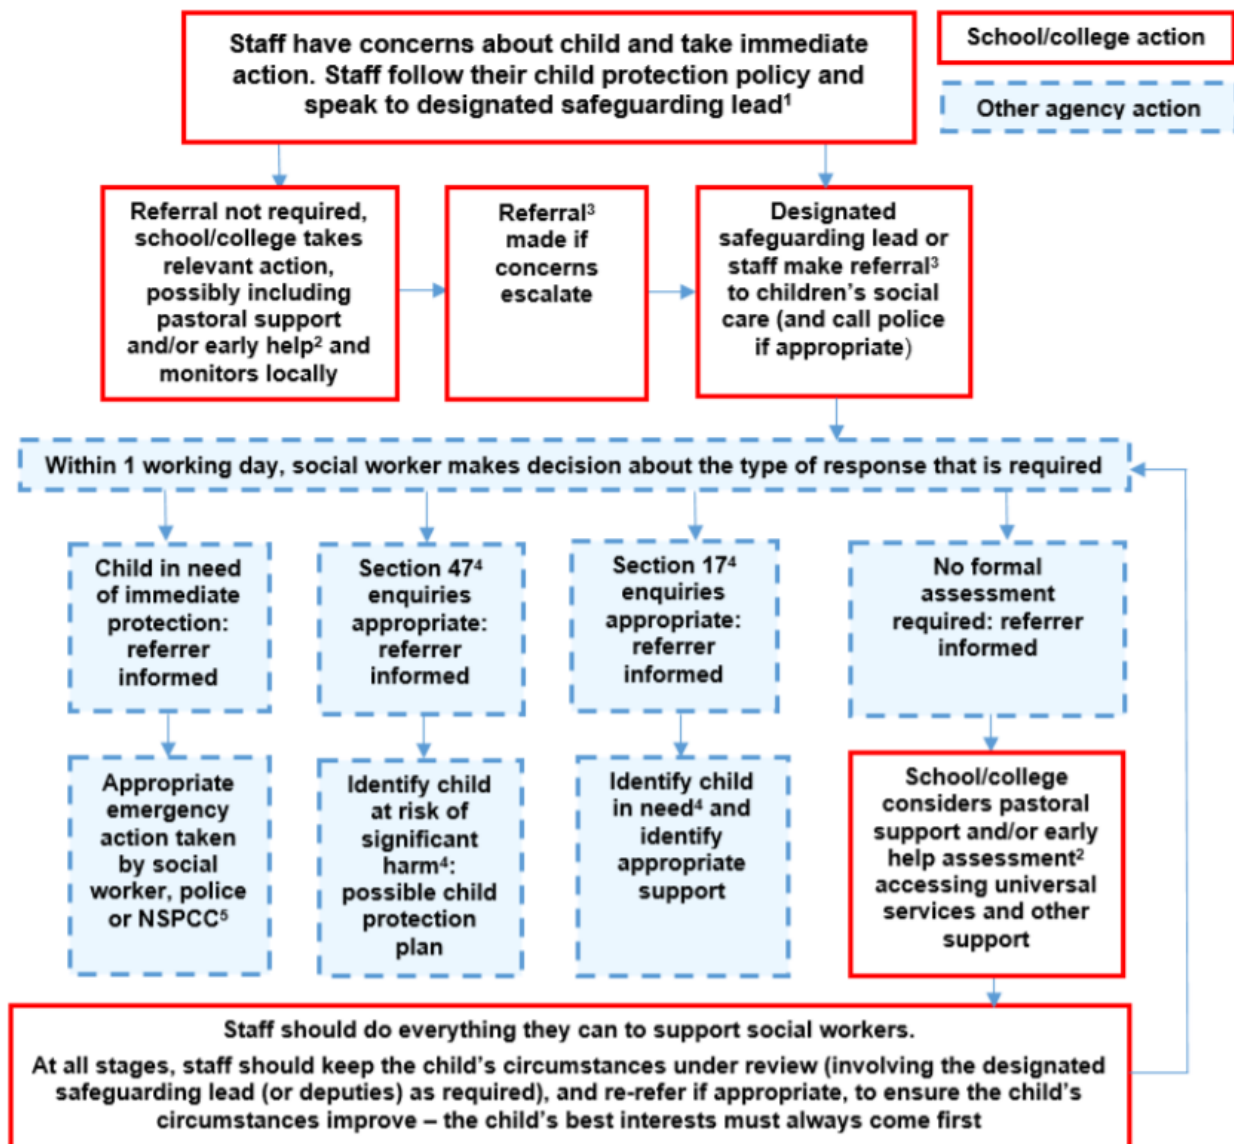 Staff have concerns about child and take immediate
action. Staff follow their child protection policy and
speak to designated safeguarding lead¹
School/college action
Other agency action
Referral not required,
school/college takes
relevant action,
possibly including
pastoral support
and/or early help² and
monitors locally
Referral³
made if
concerns
escalate
Designated
safeguarding lead or
staff make referral³
to children’s social
care (and call police
if appropriate)
Within 1 working day, social worker makes decision about the type of response that is required
Child in need
of immediate
protection:
referrer
informed
Section 47⁴
enquiries
appropriate:
referrer
informed
Section 17⁴
enquiries
appropriate:
referrer
informed
No formal
assessment
required: referrer
informed
Appropriate
emergency
action taken
by social
worker, police
or NSPCC⁵
Identify child
at risk of
significant
harm⁴:
possible child
protection
plan
Identify child
in need⁴ and
identify
appropriate
support
School/college
considers pastoral
support and/or early
help assessment²
accessing universal
services and other
support
Staff should do everything they can to support social workers.
At all stages, staff should keep the child’s circumstances under review (involving the designated
safeguarding lead (or deputies) as required), and re-refer if appropriate, to ensure the child’s
circumstances improve – the child’s best interests must always come first